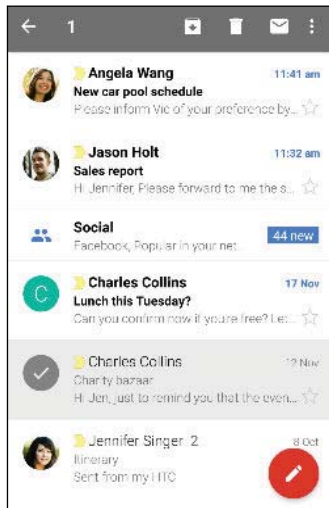 1
Angela Wang 11:41 am
New car pool schedule
Please inform Vic of your preference by...
Jason Holt 11:32 am
Sales report
Hi Jennifer, Please forward to me the s...
Social 44 new
Facebook, Popular in your net
Charles Collins 17 Nov
C
Lunch this Tuesday?
Can you confirm now if you're free? Let...
Charles Collins 12 Nov
Charity bazaar
Hi Jen, just to remind you that the even...
Jennifer Singer 2 8 Oct
Itinerary
Sent from my HTC